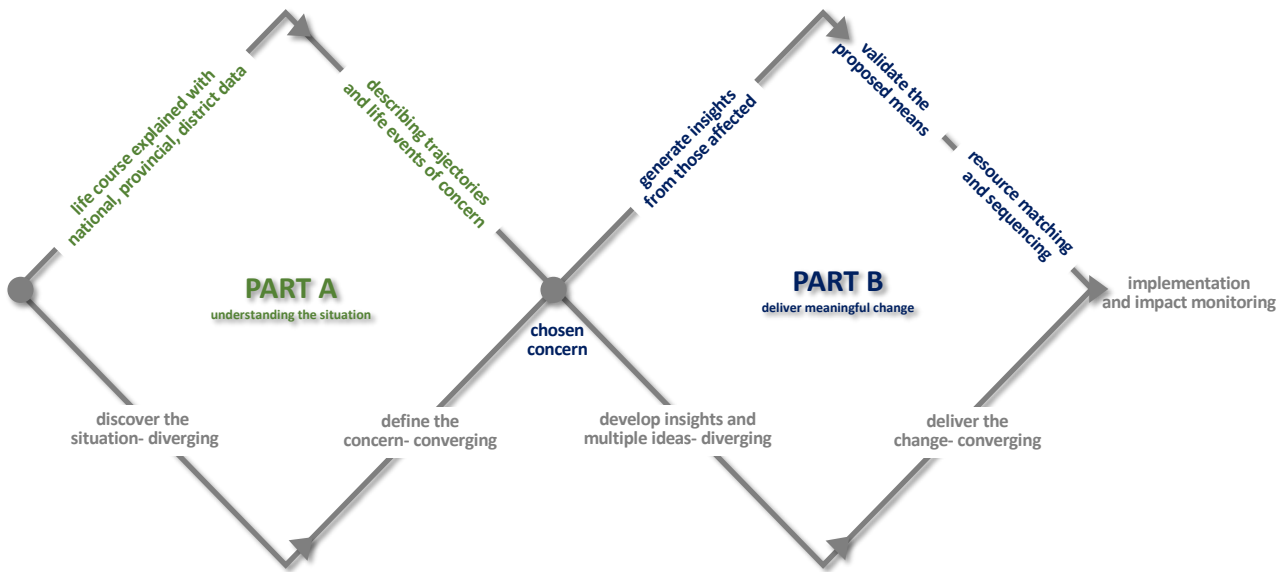 life course explained with
national, provincial, district data
describing trajectories
and life events of concern
generate insights
from those affected
validate the
proposed means
resource matching
and sequencing
PART A
understanding the situation
PART B
deliver meaningful change
implementation
and impact monitoring
chosen
concern
discover the
situation- diverging
define the
concern- converging
develop insights and
multiple ideas- diverging
deliver the
change- converging